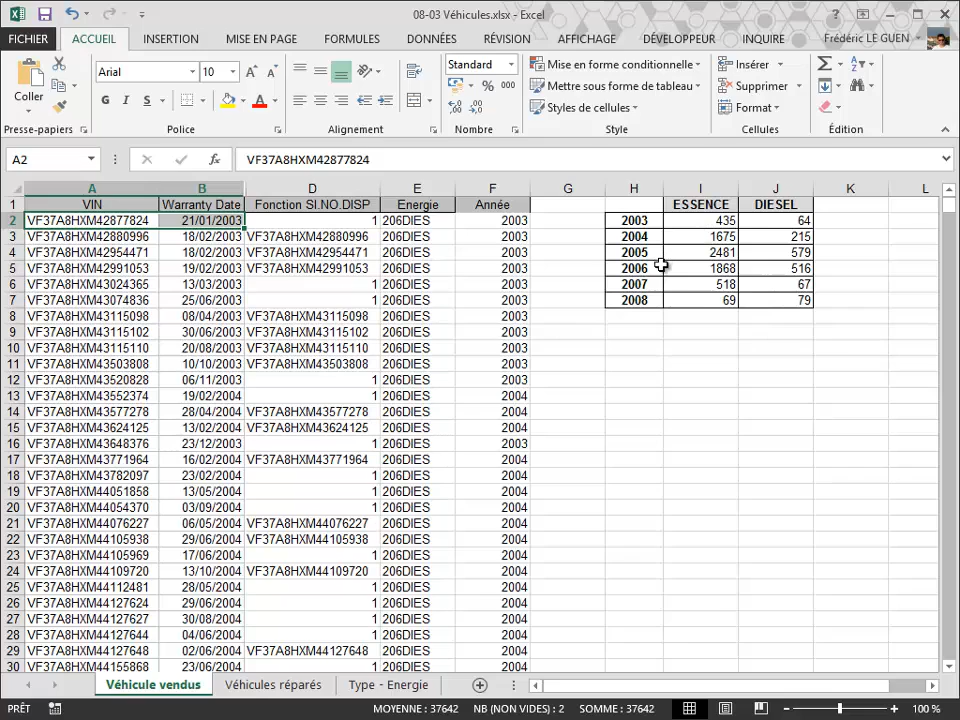 08-03 Véhicules.xlsx - Excel
FICHIER ACCUEIL INSERTION MISE EN PAGE FORMULES DONNÉES RÉVISION AFFICHAGE DÉVELOPPEUR INQUIRE Frédéric LE GUEN
Coller
Arial 10
G I S
Standard
% 000
Mise en forme conditionnelle
Mettre sous forme de tableau
Styles de cellules
Insérer
Supprimer
Format
Presse-papiers Police Alignement Nombre Style Cellules Édition
A2 fx VF37A8HXM42877824
A B D E F G H I J K L
1 VIN Warranty Date Fonction SI.NO.DISP Energie Année ESSENCE DIESEL
2 VF37A8HXM42877824 21/01/2003 1 206DIES 2003 2003 435 64
3 VF37A8HXM42880996 18/02/2003 VF37A8HXM42880996 206DIES 2003 2004 1675 215
4 VF37A8HXM42954471 18/02/2003 VF37A8HXM42954471 206DIES 2003 2005 2481 579
5 VF37A8HXM42991053 19/02/2003 VF37A8HXM42991053 206DIES 2003 2006 1868 516
6 VF37A8HXM43024365 13/03/2003 1 206DIES 2003 2007 518 67
7 VF37A8HXM43074836 25/06/2003 1 206DIES 2003 2008 69 79
8 VF37A8HXM43115098 08/04/2003 VF37A8HXM43115098 206DIES 2003
9 VF37A8HXM43115102 30/06/2003 VF37A8HXM43115102 206DIES 2003
10 VF37A8HXM43115110 20/08/2003 VF37A8HXM43115110 206DIES 2003
11 VF37A8HXM43503808 10/10/2003 VF37A8HXM43503808 206DIES 2003
12 VF37A8HXM43520828 06/11/2003 1 206DIES 2003
13 VF37A8HXM43552374 19/02/2004 1 206DIES 2004
14 VF37A8HXM43577278 28/04/2004 VF37A8HXM43577278 206DIES 2004
15 VF37A8HXM43624125 13/02/2004 VF37A8HXM43624125 206DIES 2004
16 VF37A8HXM43648376 23/12/2003 1 206DIES 2003
17 VF37A8HXM43771964 16/02/2004 VF37A8HXM43771964 206DIES 2004
18 VF37A8HXM43782097 23/02/2004 1 206DIES 2004
19 VF37A8HXM44051858 13/05/2004 1 206DIES 2004
20 VF37A8HXM44054370 03/09/2004 1 206DIES 2004
21 VF37A8HXM44076227 06/05/2004 VF37A8HXM44076227 206DIES 2004
22 VF37A8HXM44105938 29/06/2004 VF37A8HXM44105938 206DIES 2004
23 VF37A8HXM44105969 17/06/2004 1 206DIES 2004
24 VF37A8HXM44109720 13/10/2004 VF37A8HXM44109720 206DIES 2004
25 VF37A8HXM44112481 28/05/2004 1 206DIES 2004
26 VF37A8HXM44127624 29/06/2004 1 206DIES 2004
27 VF37A8HXM44127627 30/08/2004 1 206DIES 2004
28 VF37A8HXM44127644 04/06/2004 1 206DIES 2004
29 VF37A8HXM44127648 02/06/2004 VF37A8HXM44127648 206DIES 2004
30 VF37A8HXM44155868 23/06/2004 1 206DIES 2004
Véhicule vendus Véhicules réparés Type - Energie
PRÊT MOYENNE : 37642 NB (NON VIDES) : 2 SOMME : 37642 100 %